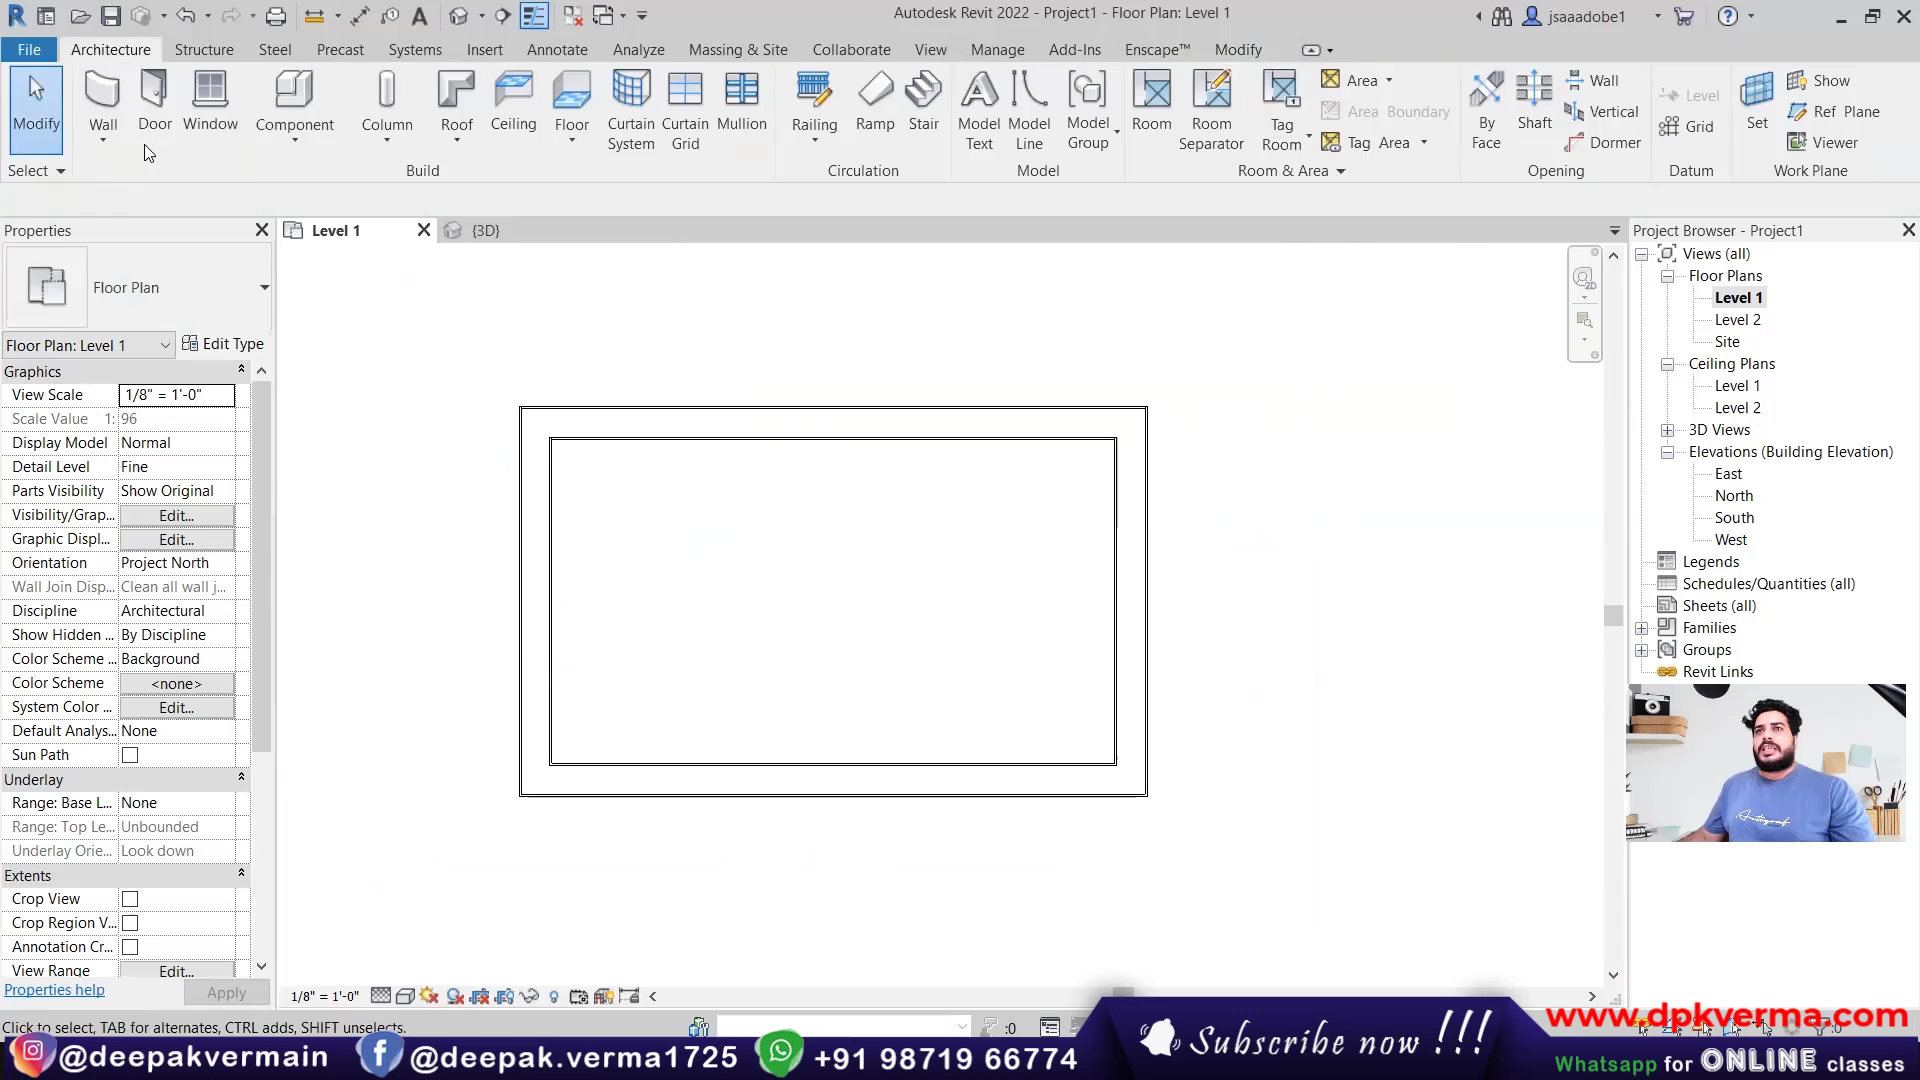 Autodesk Revit 2022 - Project1 - Floor Plan: Level 1
jsaaadobe1
File Architecture Structure Steel Precast Systems Insert Annotate Analyze Massing & Site Collaborate View Manage Add-Ins Enscape™ Modify
Modify
Wall Door Window Component Column Roof Ceiling Floor Curtain System Curtain Grid Mullion
Railing Ramp Stair
Model Text Model Line Model Group
Room Room Separator Tag Room
Area
Area Boundary
Tag Area
By Face Shaft
Wall
Vertical
Dormer
Level
Grid
Set
Show
Ref Plane
Viewer
Select Build Circulation Model Room & Area Opening Datum Work Plane
Properties
Floor Plan
Floor Plan: Level 1 Edit Type
Graphics
View Scale 1/8" = 1'-0"
Scale Value 1: 96
Display Model Normal
Detail Level Fine
Parts Visibility Show Original
Visibility/Grap... Edit...
Graphic Displ... Edit...
Orientation Project North
Wall Join Disp... Clean all wall j...
Discipline Architectural
Show Hidden ... By Discipline
Color Scheme ... Background
Color Scheme <none>
System Color ... Edit...
Default Analys... None
Sun Path
Underlay
Range: Base L... None
Range: Top Le... Unbounded
Underlay Orie... Look down
Extents
Crop View
Crop Region V...
Annotation Cr...
View Range Edit...
Properties help Apply
Level 1 {3D}
2D
1/8" = 1'-0"
Project Browser - Project1
Views (all)
Floor Plans
Level 1
Level 2
Site
Ceiling Plans
Level 1
Level 2
3D Views
Elevations (Building Elevation)
East
North
South
West
Legends
Schedules/Quantities (all)
Sheets (all)
Families
Groups
Revit Links
Click to select, TAB for alternates, CTRL adds, SHIFT unselects.
:0
:0
www.dpkverma.com
@deepakvermain @deepak.verma1725 +91 98719 66774
Subscribe now !!!
Whatsapp for ONLINE classes